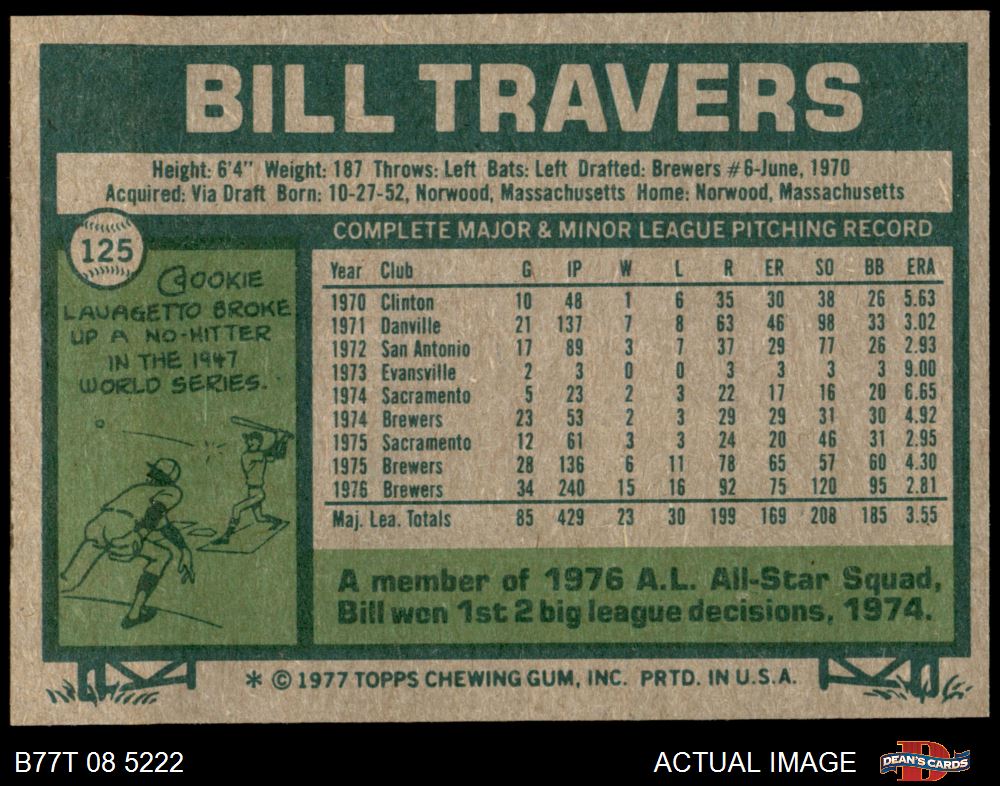 BILL TRAVERS
Height: 6'4" Weight: 187 Throws: Left Bats: Left Drafted: Brewers #6-June, 1970
Acquired: Via Draft Born: 10-27-52, Norwood, Massachusetts Home: Norwood, Massachusetts
125
COOKIE
LAVAGETTO BROKE
UP A NO-HITTER
IN THE 1947
WORLD SERIES.
COMPLETE MAJOR & MINOR LEAGUE PITCHING RECORD
Year Club G IP W L R ER SO BB ERA
1970 Clinton 10 48 1 6 35 30 38 26 5.63
1971 Danville 21 137 7 8 63 46 98 33 3.02
1972 San Antonio 17 89 3 7 37 29 77 26 2.93
1973 Evansville 2 3 0 0 3 3 3 3 9.00
1974 Sacramento 5 23 2 3 22 17 16 20 6.65
1974 Brewers 23 53 2 3 29 29 31 30 4.92
1975 Sacramento 12 61 3 3 24 20 46 31 2.95
1975 Brewers 28 136 6 11 78 65 57 60 4.30
1976 Brewers 34 240 15 16 92 75 120 95 2.81
Maj. Lea. Totals 85 429 23 30 199 169 208 185 3.55
A member of 1976 A.L. All-Star Squad,
Bill won 1st 2 big league decisions, 1974.
* © 1977 TOPPS CHEWING GUM, INC. PRTD. IN U.S.A.
B77T 08 5222
ACTUAL IMAGE
D
DEAN'S CARDS